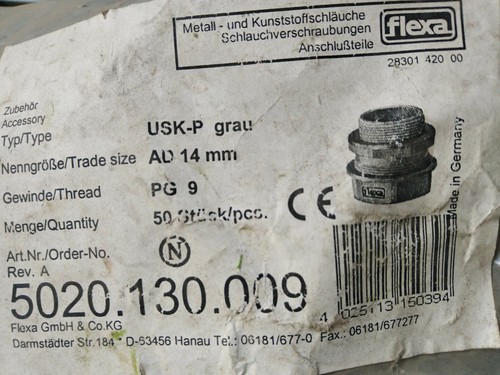 Metall - und Kunststoffschläuche
Schlauchverschraubungen
Anschlußteile
flexa
28301 420 00
Zubehör
Accessory
Typ/Type USK-P grau
Nenngröße/Trade size AD 14 mm
Gewinde/Thread PG 9
Menge/Quantity 50 Stück/pcs.
CE
flexa
Made in Germany
Art.Nr./Order-No. N
Rev. A
5020.130.009
4 025113 150394
Flexa GmbH & Co.KG
Darmstädter Str.184 * D-63456 Hanau Tel.: 06181/677-0 Fax.: 06181/677277